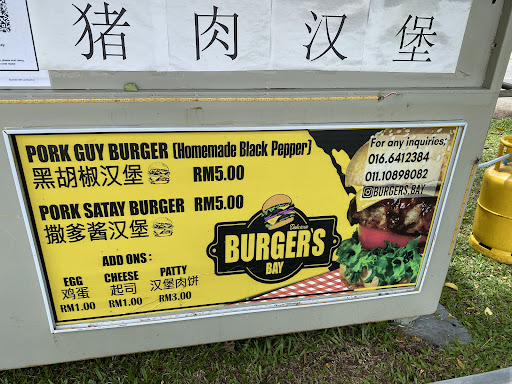 猪肉汉堡
PORK GUY BURGER (Homemade Black Pepper)
黑胡椒汉堡 RM5.00
PORK SATAY BURGER RM5.00
撒爹酱汉堡
ADD ONS :
EGG CHEESE PATTY
鸡蛋 起司 汉堡肉饼
RM1.00 RM1.00 RM3.00
BURGER'S
BAY
For any inquiries;
016.6412384
011.10898082
BURGERS.BAY